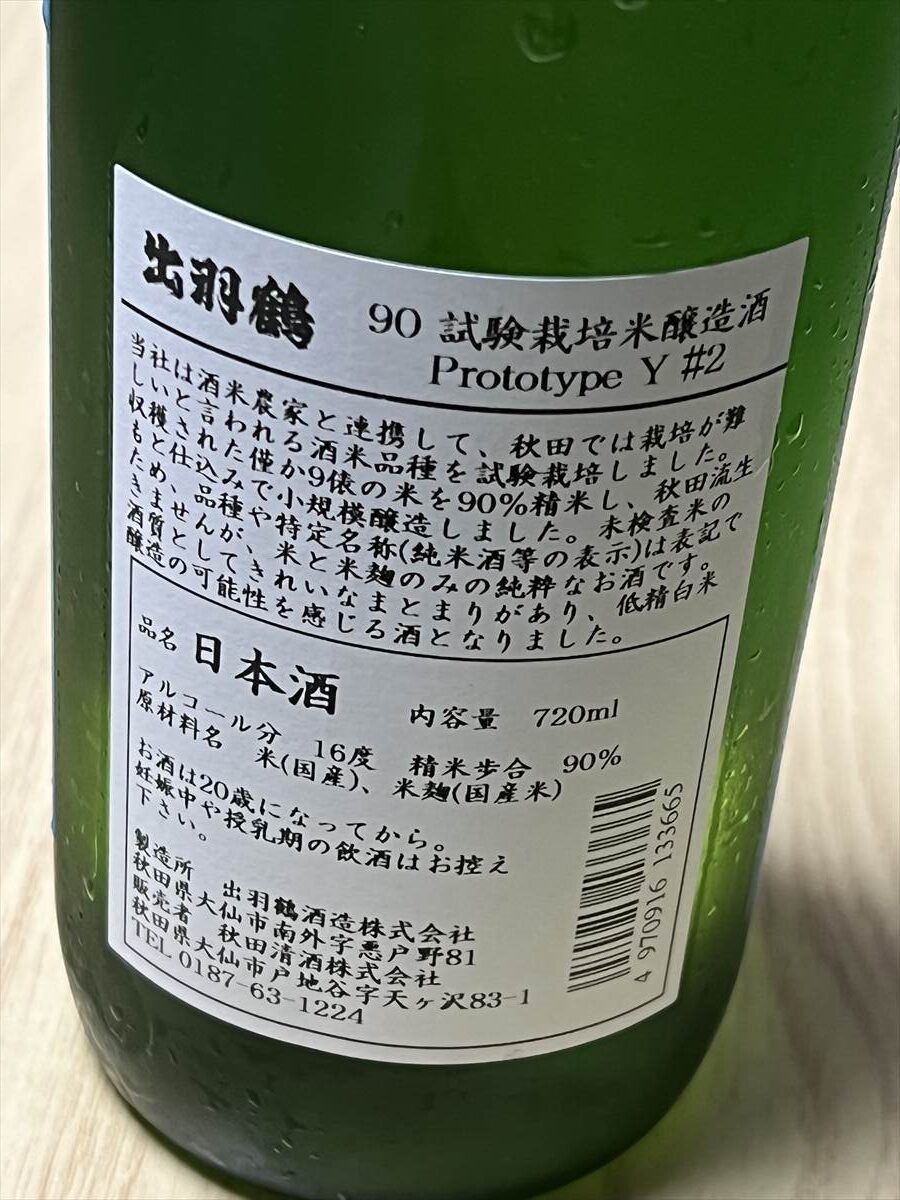 出羽鶴
90 試験栽培米醸造酒
Prototype Y #2
当社は酒米農家と連携して、秋田では栽培が難
しいと言われる酒米品種を試験栽培しました。
収穫された僅か9俵の米を90%精米し、秋田流生
もと仕込みで小規模醸造しました。未検査米の
ため、品種や特定名称(純米酒等の表示)は表記で
きませんが、米と米麹のみの純粋なお酒です。
酒質としてきれいなまとまりがあり、低精白米
醸造の可能性を感じる酒となりました。
品名 日本酒
内容量 720ml
アルコール分 16度 精米歩合 90%
原材料名 米(国産)、米麹(国産米)
お酒は20歳になってから。
妊娠中や授乳期の飲酒はお控え
下さい。
製造所 出羽鶴酒造株式会社
秋田県大仙市南外字悪戸野81
販売者 秋田清酒株式会社
秋田県大仙市戸地谷字天ヶ沢83-1
TEL 0187-63-1224
4 970916 133665